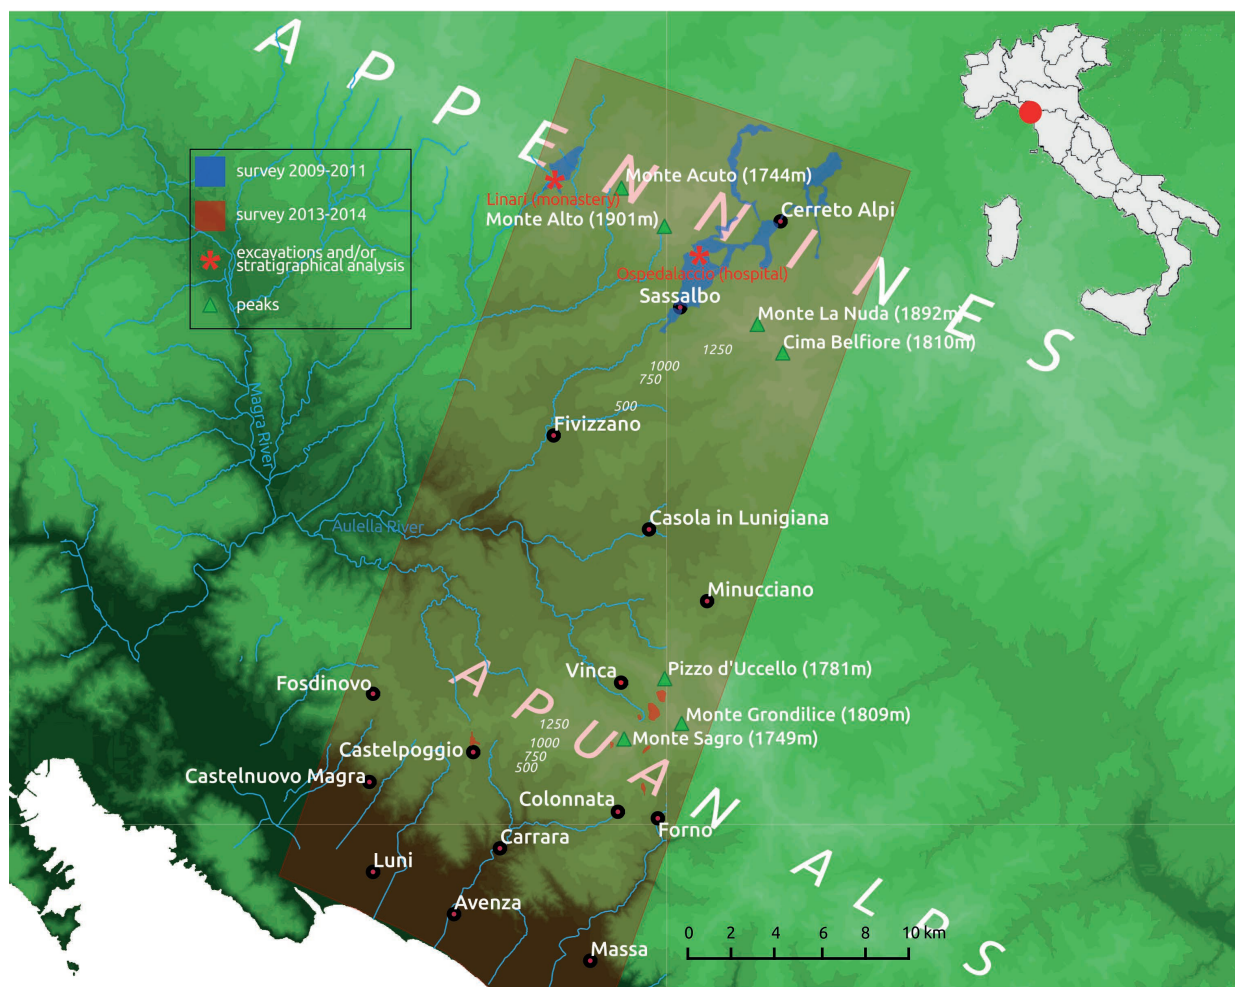 APPENNINES
survey 2009-2011
survey 2013-2014
excavations and/or
stratigraphical analysis
peaks
Monte Acuto (1744m)
Linari (monastery)
Monte Alto (1901m)
Cerreto Alpi
Ospedalaccio (hospital)
Sassalbo
Monte La Nuda (1892m)
Cima Belfiore (1810m)
1250
1000
750
500
Magra River
Fivizzano
Aulella River
Casola in Lunigiana
Minucciano
APUAN ALPS
Vinca
Pizzo d'Uccello (1781m)
Fosdinovo
Monte Grondilice (1809m)
1250
1000
750
500
Monte Sagro (1749m)
Castelpoggio
Castelnuovo Magra
Colonnata
Forno
Carrara
Luni
Avenza
Massa
0 2 4 6 8 10 km